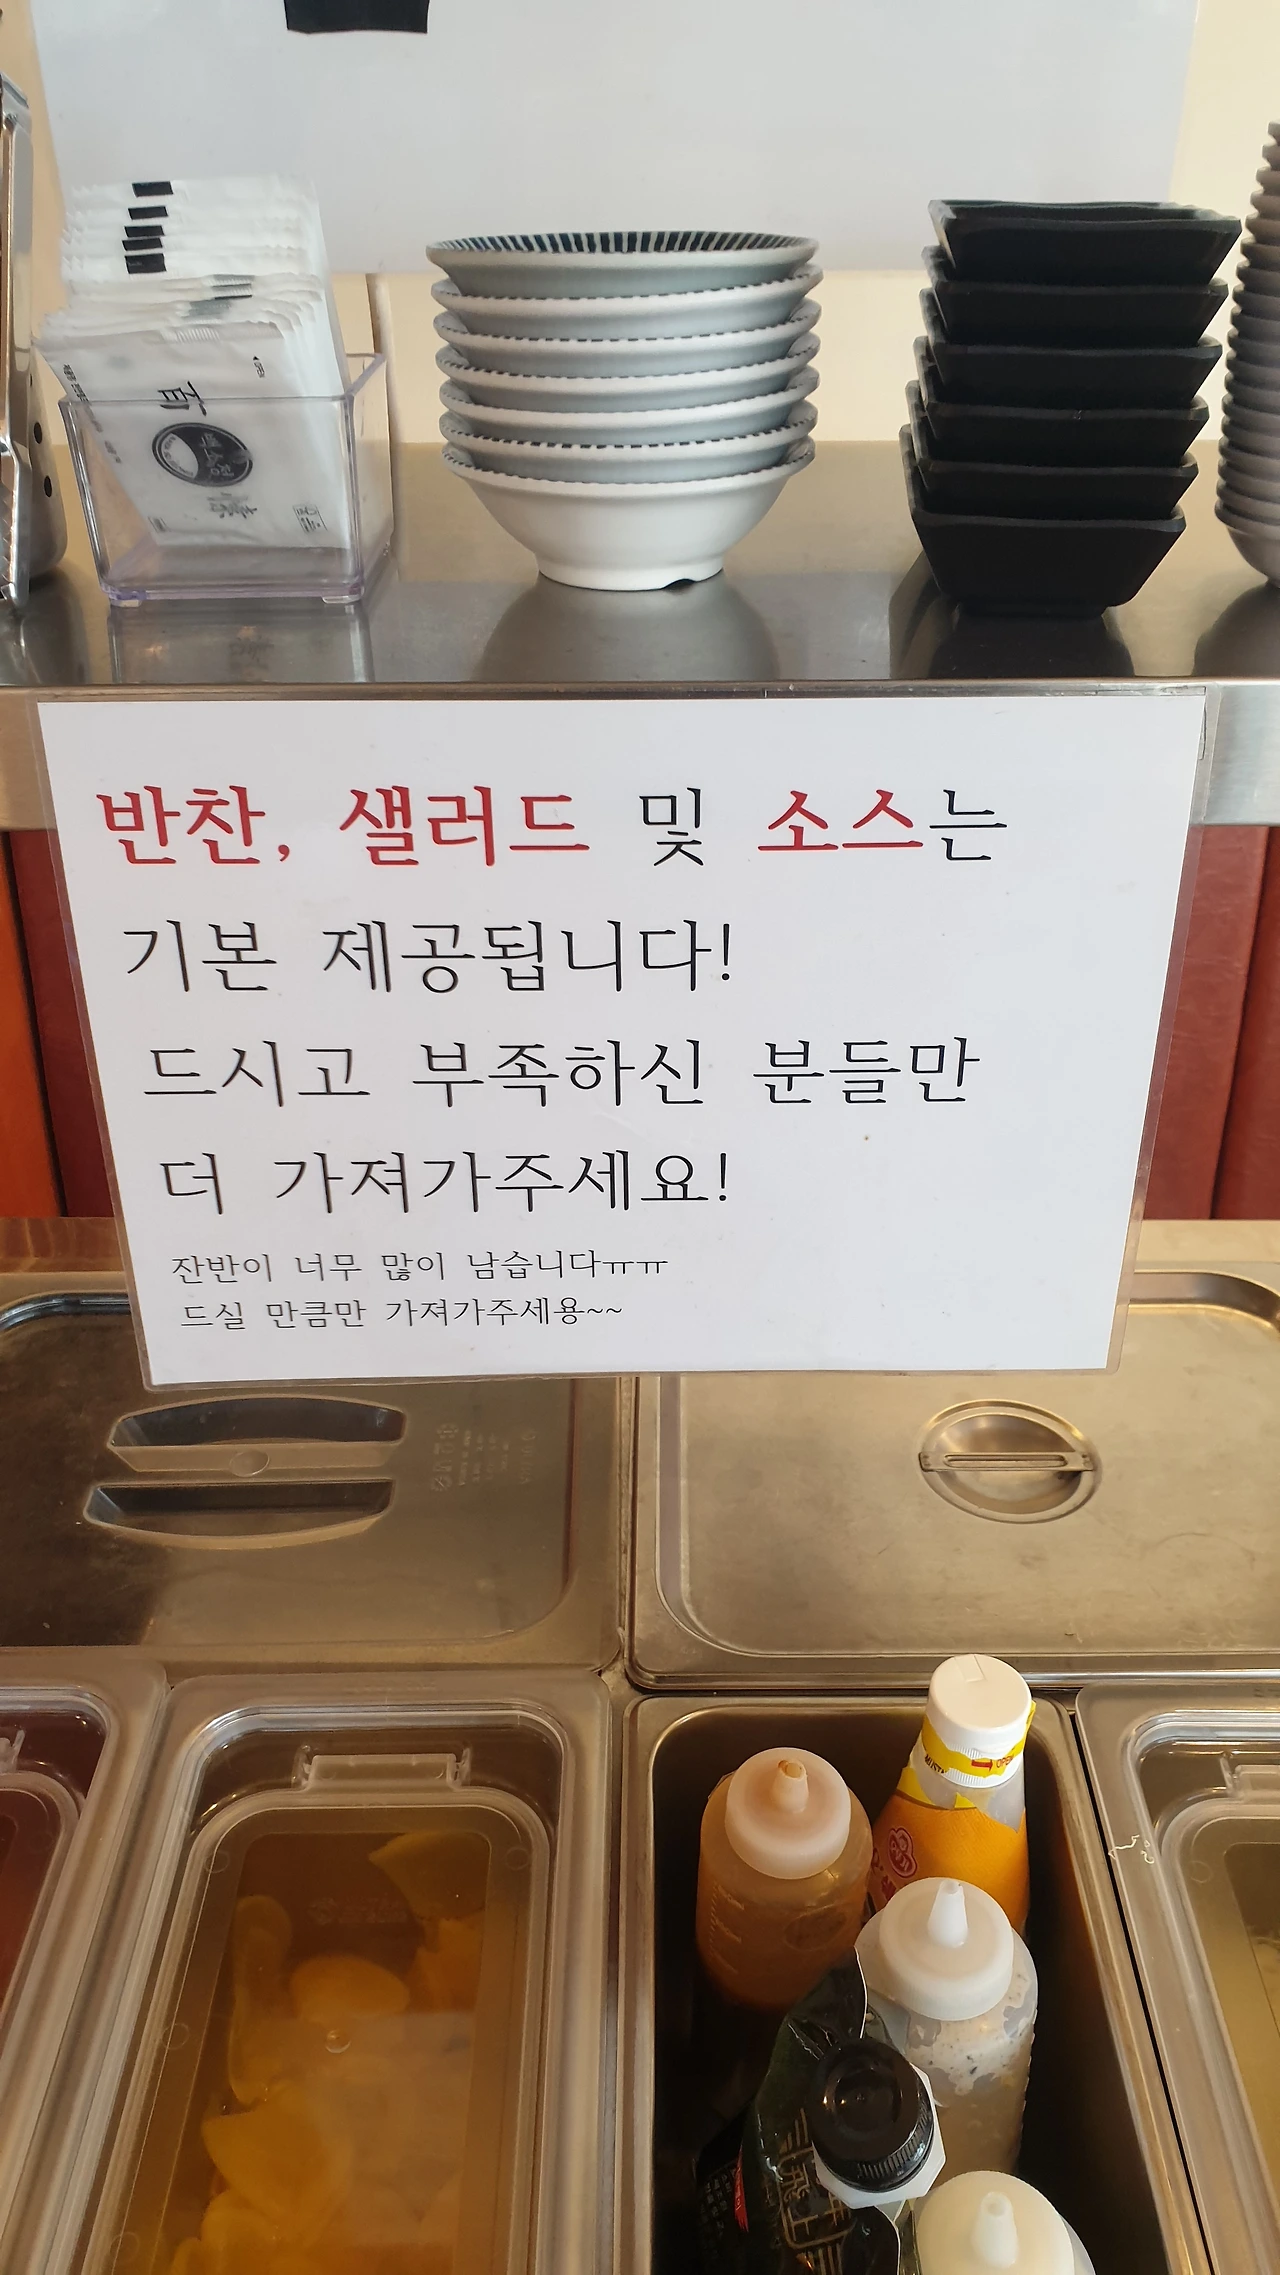 반찬, 샐러드 및 소스는
기본 제공됩니다!
드시고 부족하신 분들만
더 가져가주세요!
잔반이 너무 많이 남습니다ㅠㅠ
드실 만큼만 가져가주세용~~
OPEN